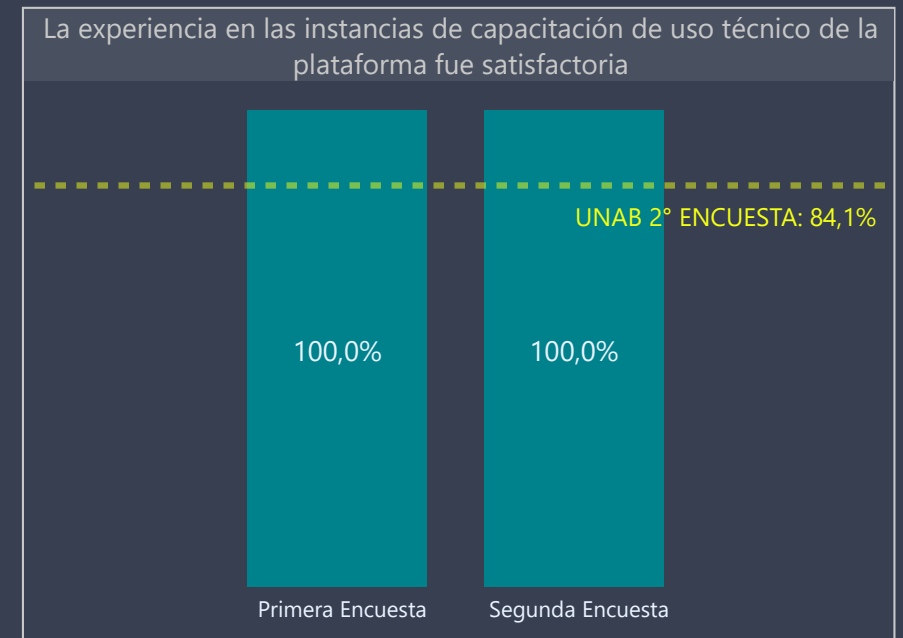 La experiencia en las instancias de capacitación de uso técnico de la
plataforma fue satisfactoria
UNAB 2° ENCUESTA: 84,1%
100,0%
100,0%
Primera Encuesta
Segunda Encuesta